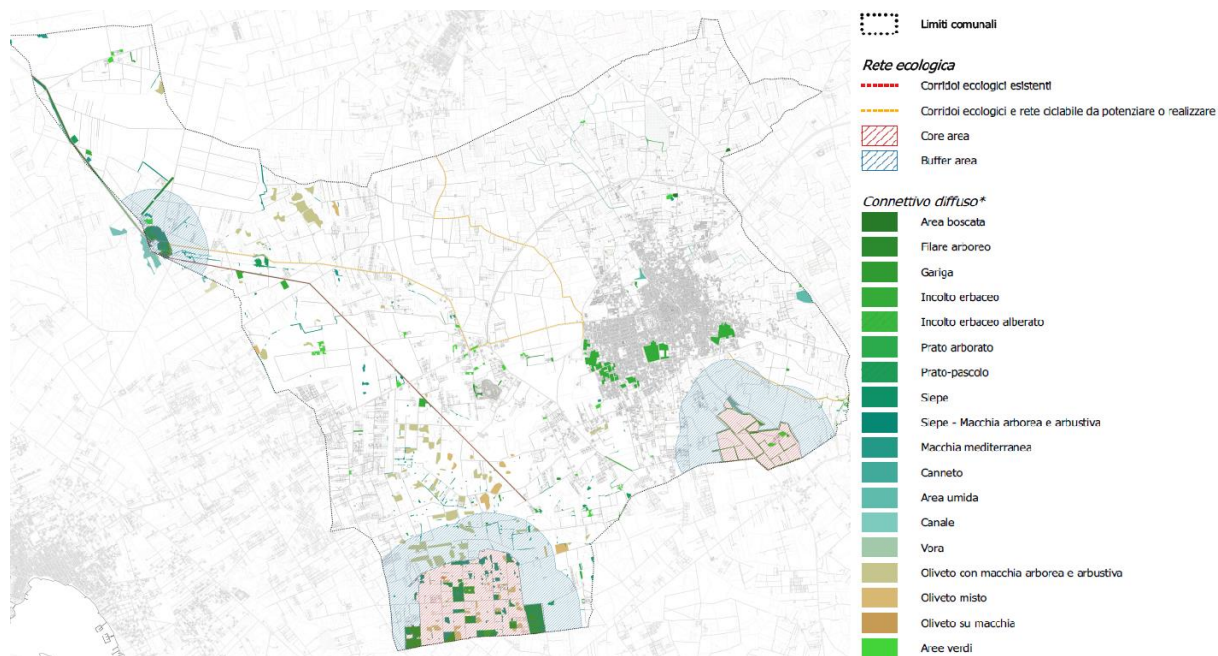 Limiti comunali
Rete ecologica
Corridoi ecologici esistenti
Corridoi ecologici e rete ciclabile da potenziare o realizzare
Core area
Buffer area
Connettivo diffuso*
Area boscata
Filare arboreo
Gariga
Incolto erbaceo
Incolto erbaceo alberato
Prato arborato
Prato-pascolo
Siepe
Siepe - Macchia arborea e arbustiva
Macchia mediterranea
Canneto
Area umida
Canale
Vora
Oliveto con macchia arborea e arbustiva
Oliveto misto
Oliveto su macchia
Aree verdi